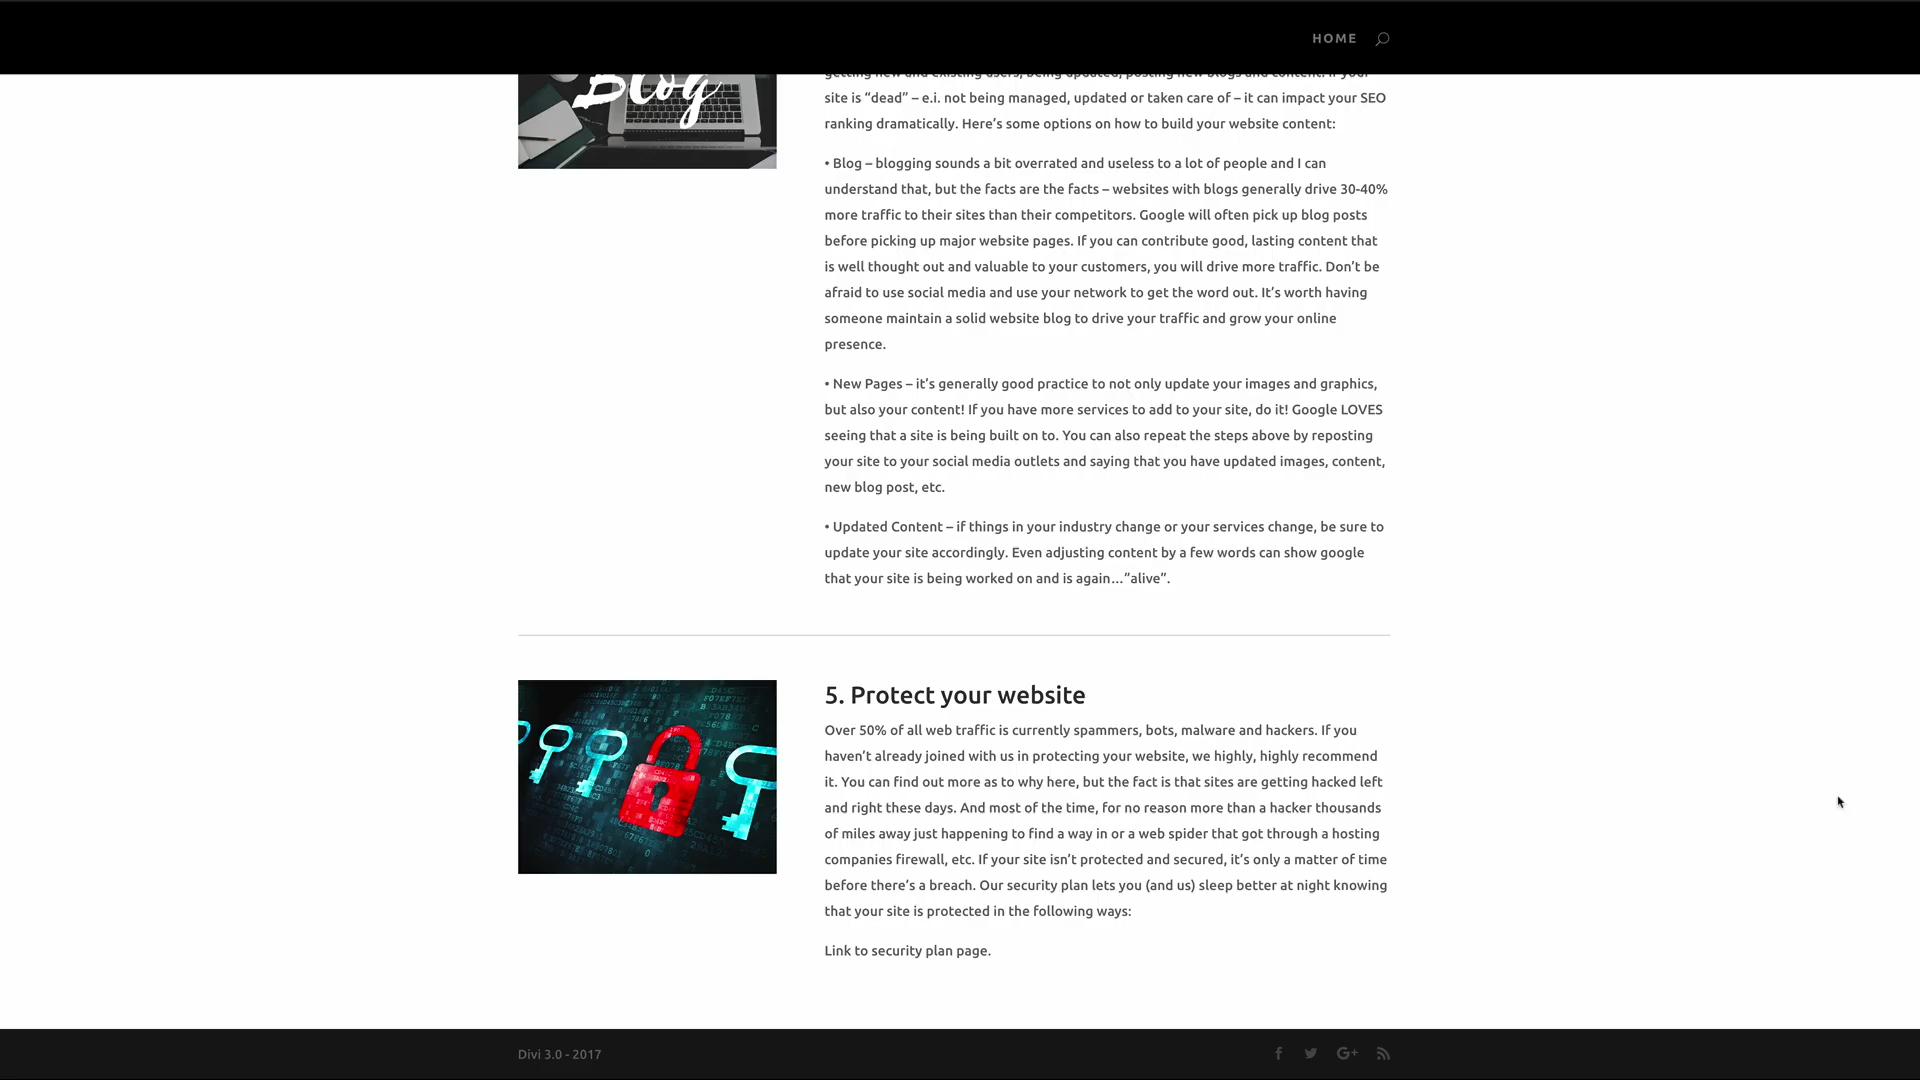 HOME
Blog
getting new and existing users, being updated, posting new blogs and content. If your
site is “dead” – e.i. not being managed, updated or taken care of – it can impact your SEO
ranking dramatically. Here’s some options on how to build your website content:
• Blog – blogging sounds a bit overrated and useless to a lot of people and I can
understand that, but the facts are the facts – websites with blogs generally drive 30-40%
more traffic to their sites than their competitors. Google will often pick up blog posts
before picking up major website pages. If you can contribute good, lasting content that
is well thought out and valuable to your customers, you will drive more traffic. Don’t be
afraid to use social media and use your network to get the word out. It’s worth having
someone maintain a solid website blog to drive your traffic and grow your online
presence.
• New Pages – it’s generally good practice to not only update your images and graphics,
but also your content! If you have more services to add to your site, do it! Google LOVES
seeing that a site is being built on to. You can also repeat the steps above by reposting
your site to your social media outlets and saying that you have updated images, content,
new blog post, etc.
• Updated Content – if things in your industry change or your services change, be sure to
update your site accordingly. Even adjusting content by a few words can show google
that your site is being worked on and is again…”alive”.
5. Protect your website
Over 50% of all web traffic is currently spammers, bots, malware and hackers. If you
haven’t already joined with us in protecting your website, we highly, highly recommend
it. You can find out more as to why here, but the fact is that sites are getting hacked left
and right these days. And most of the time, for no reason more than a hacker thousands
of miles away just happening to find a way in or a web spider that got through a hosting
companies firewall, etc. If your site isn’t protected and secured, it’s only a matter of time
before there’s a breach. Our security plan lets you (and us) sleep better at night knowing
that your site is protected in the following ways:
Link to security plan page.
Divi 3.0 - 2017